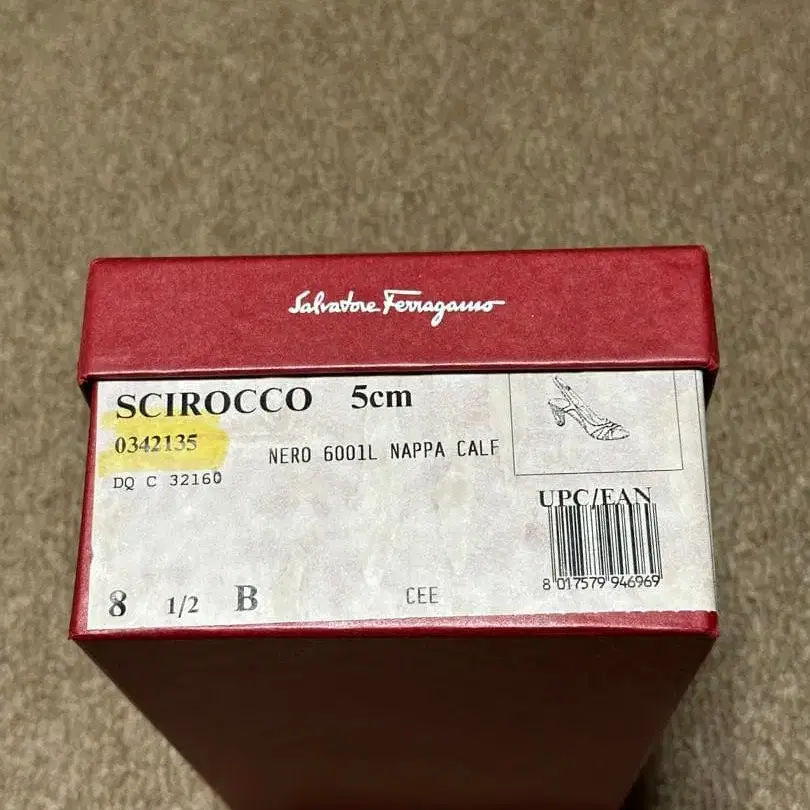 Salvatore Ferragamo
SCIROCCO 5cm
0342135
NERO 6001L NAPPA CALF
DQ C 32160
UPC/EAN
8 017579 946969
8 1/2 B
CEE